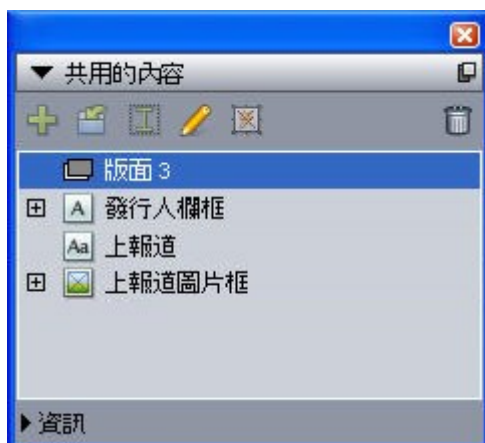 共用的內容
版面 3
A 發行人欄框
Aa 上報道
上報道圖片框
資訊